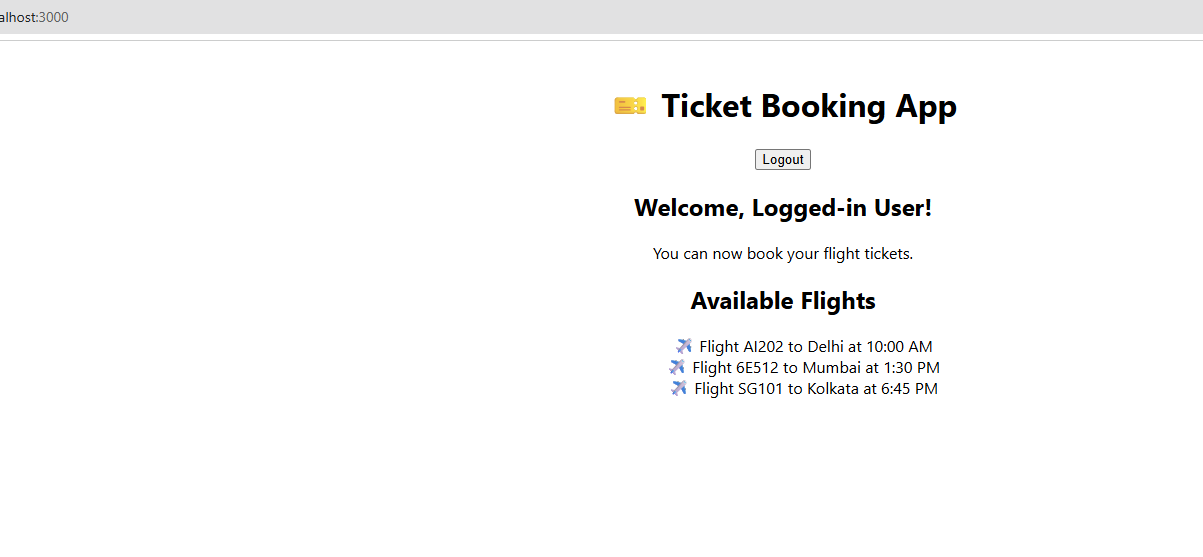 alhost:3000
🎫 Ticket Booking App
Logout
Welcome, Logged-in User!
You can now book your flight tickets.
Available Flights
✈️ Flight AI202 to Delhi at 10:00 AM
✈️ Flight 6E512 to Mumbai at 1:30 PM
✈️ Flight SG101 to Kolkata at 6:45 PM